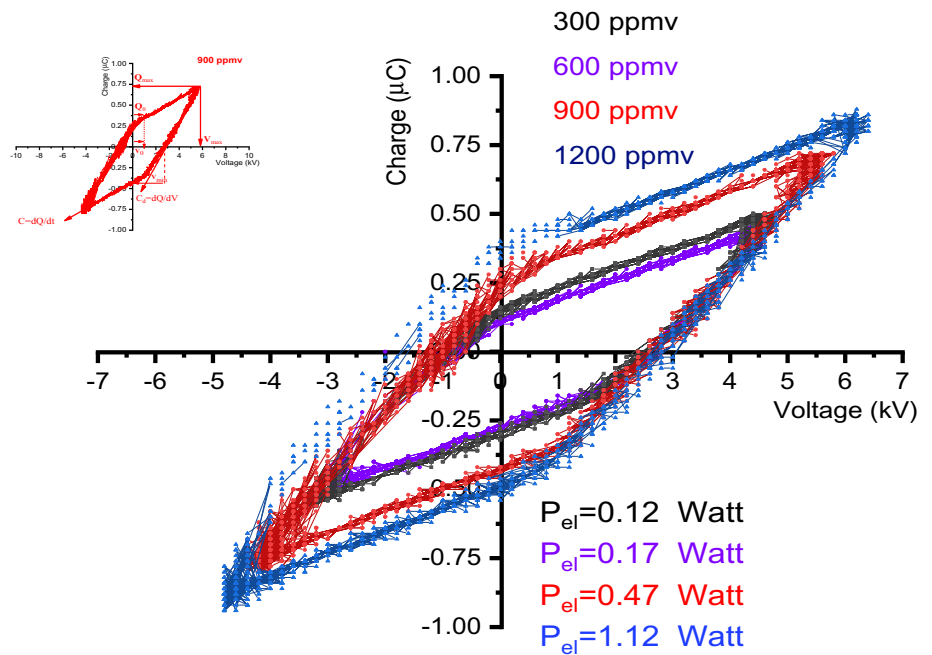 300 ppmv
600 ppmv
900 ppmv
1200 ppmv
900 ppmv
Charge (µC)
1.00
0.75
0.50
0.25
0.00
-0.25
-0.50
-0.75
-1.00
Qmax
Q0
V0
Vmax
Vmin
Cd=dQ/dV
C=dQ/dt
-10 -8 -6 -4 -2 0 2 4 6 8 10
Voltage (kV)
Charge (µC)
1.00
0.75
0.50
0.25
0.00
-0.25
-0.50
-0.75
-1.00
-7 -6 -5 -4 -3 -2 -1 0 1 2 3 4 5 6 7
Voltage (kV)
Pel=0.12 Watt
Pel=0.17 Watt
Pel=0.47 Watt
Pel=1.12 Watt